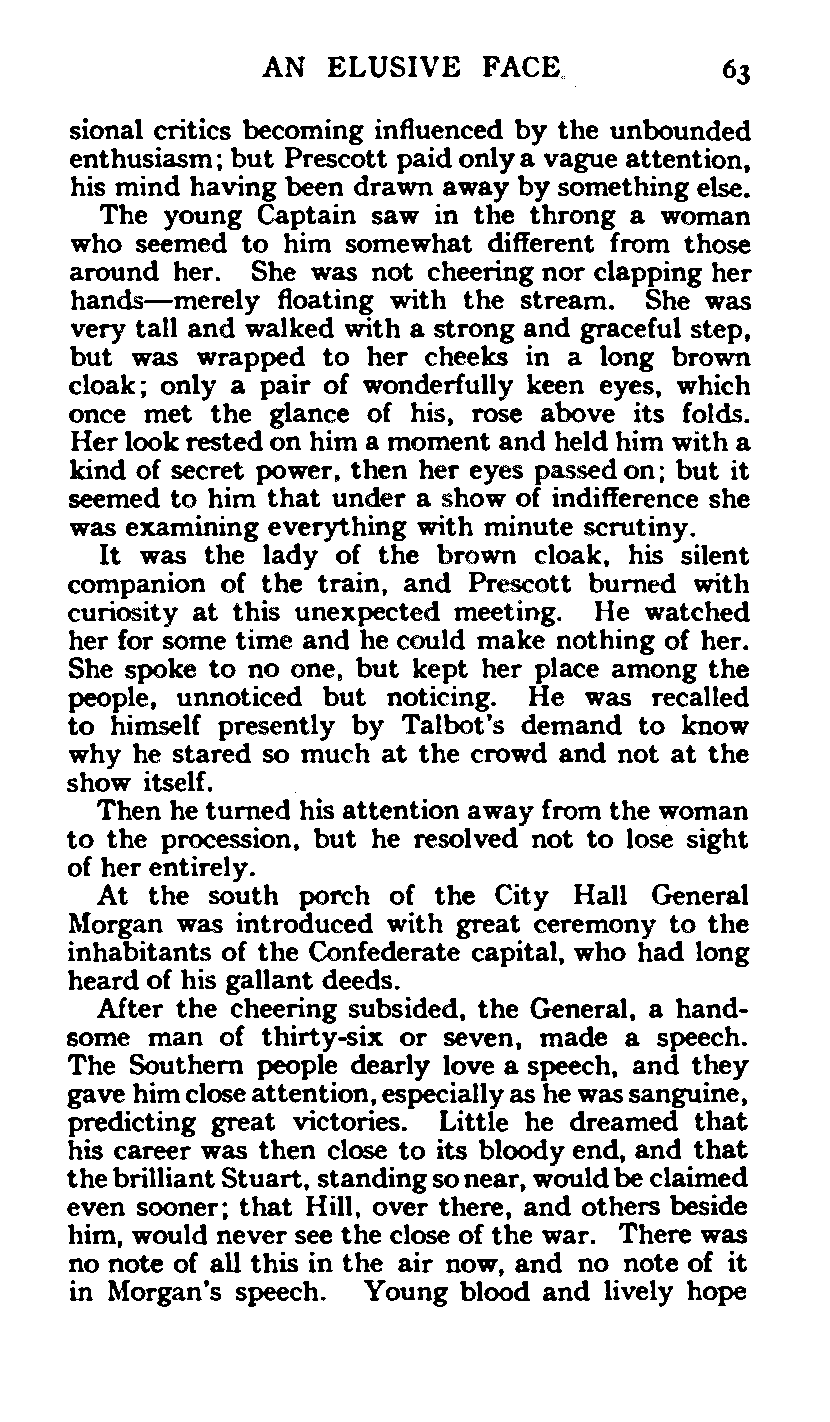 AN ELUSIVE FACE 63
sional critics becoming influenced by the unbounded
enthusiasm; but Prescott paid only a vague attention,
his mind having been drawn away by something else.
The young Captain saw in the throng a woman
who seemed to him somewhat different from those
around her. She was not cheering nor clapping her
hands—merely floating with the stream. She was
very tall and walked with a strong and graceful step,
but was wrapped to her cheeks in a long brown
cloak; only a pair of wonderfully keen eyes, which
once met the glance of his, rose above its folds.
Her look rested on him a moment and held him with a
kind of secret power, then her eyes passed on; but it
seemed to him that under a show of indifference she
was examining everything with minute scrutiny.
It was the lady of the brown cloak, his silent
companion of the train, and Prescott burned with
curiosity at this unexpected meeting. He watched
her for some time and he could make nothing of her.
She spoke to no one, but kept her place among the
people, unnoticed but noticing. He was recalled
to himself presently by Talbot's demand to know
why he stared so much at the crowd and not at the
show itself.
Then he turned his attention away from the woman
to the procession, but he resolved not to lose sight
of her entirely.
At the south porch of the City Hall General
Morgan was introduced with great ceremony to the
inhabitants of the Confederate capital, who had long
heard of his gallant deeds.
After the cheering subsided, the General, a hand-
some man of thirty-six or seven, made a speech.
The Southern people dearly love a speech, and they
gave him close attention, especially as he was sanguine,
predicting great victories. Little he dreamed that
his career was then close to its bloody end, and that
the brilliant Stuart, standing so near, would be claimed
even sooner; that Hill, over there, and others beside
him, would never see the close of the war. There was
no note of all this in the air now, and no note of it
in Morgan's speech. Young blood and lively hope